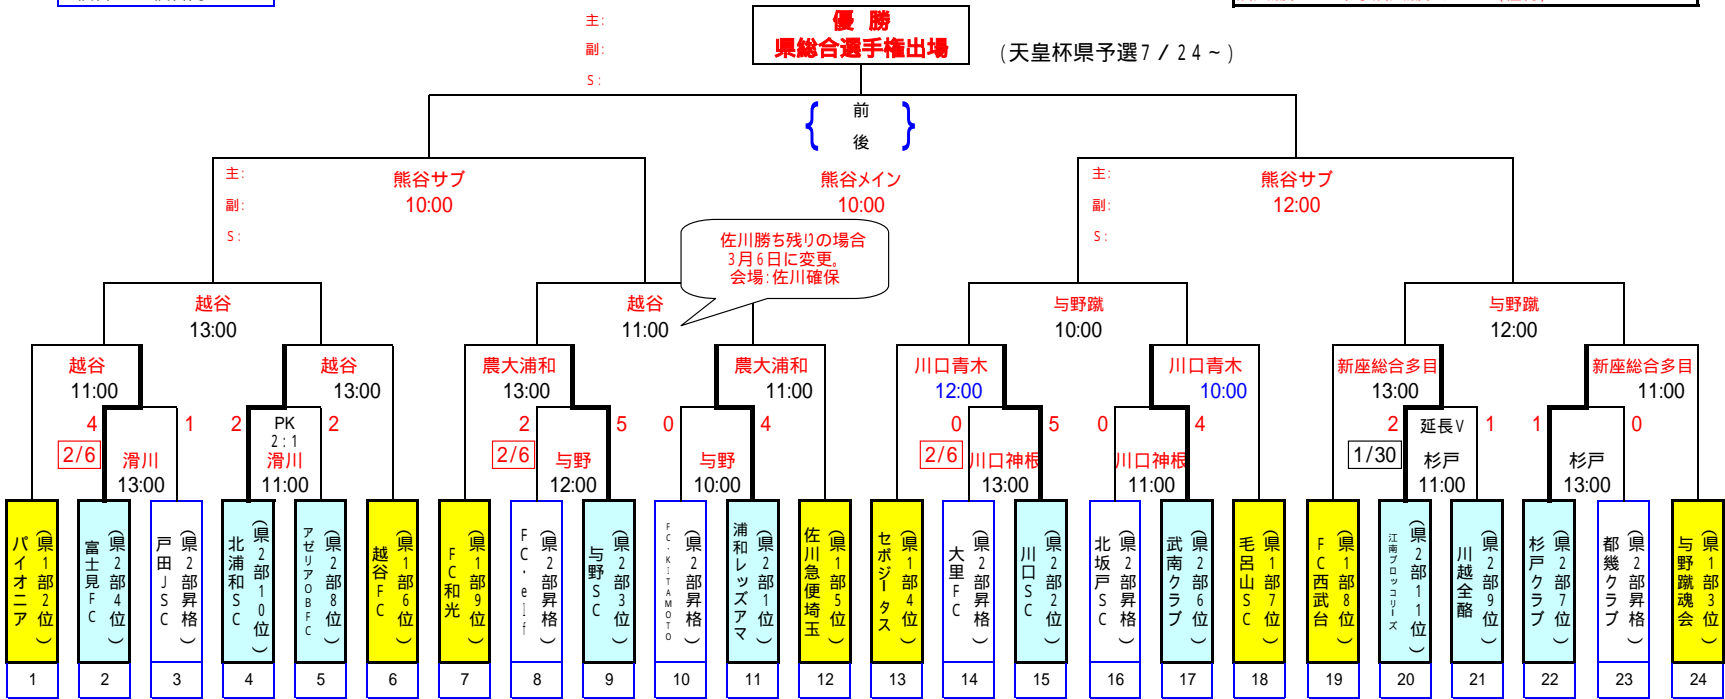 主:
副:
S:
優 勝
県総合選手権出場
(天皇杯県予選7/24~)
{ 前 }
後
主:
副:
S:
熊谷サブ
10:00
熊谷メイン
10:00
主:
副:
S:
熊谷サブ
12:00
佐川勝ち残りの場合
3月6日に変更。
会場:佐川確保
越谷
13:00
越谷
11:00
与野蹴
10:00
与野蹴
12:00
越谷
11:00
越谷
13:00
農大浦和
13:00
農大浦和
11:00
川口青木
12:00
川口青木
10:00
新座総合多目
13:00
新座総合多目
11:00
4 1 2 PK 2 2 5 0 4 0 5 0 4 2 延長V 1 1 0
2:1
2/6 滑川
13:00
滑川
11:00
2/6 与野
12:00
与野
10:00
2/6 川口神根
13:00
川口神根
11:00
1/30 杉戸
11:00
杉戸
13:00
パイオニア (県1部2位)
富士見FC (県2部4位)
戸田JSC (県2部昇格)
北浦和SC (県2部10位)
アゼリアOBFC (県2部8位)
越谷FC (県1部6位)
FC和光 (県1部9位)
FC・elf (県2部昇格)
与野SC (県2部3位)
FC・KITAMOTO (県2部昇格)
浦和レッズアマ (県2部1位)
佐川急便埼玉 (県1部5位)
セボジータス (県1部4位)
大里FC (県2部昇格)
川口SC (県2部2位)
北坂戸SC (県2部昇格)
武南クラブ (県2部6位)
毛呂山SC (県1部7位)
FC西武台 (県1部8位)
江南ブロッコリーズ (県2部11位)
川越全酪 (県2部9位)
杉戸クラブ (県2部7位)
都幾クラブ (県2部昇格)
与野蹴魂会 (県1部3位)
1 2 3 4 5 6 7 8 9 10 11 12 13 14 15 16 17 18 19 20 21 22 23 24